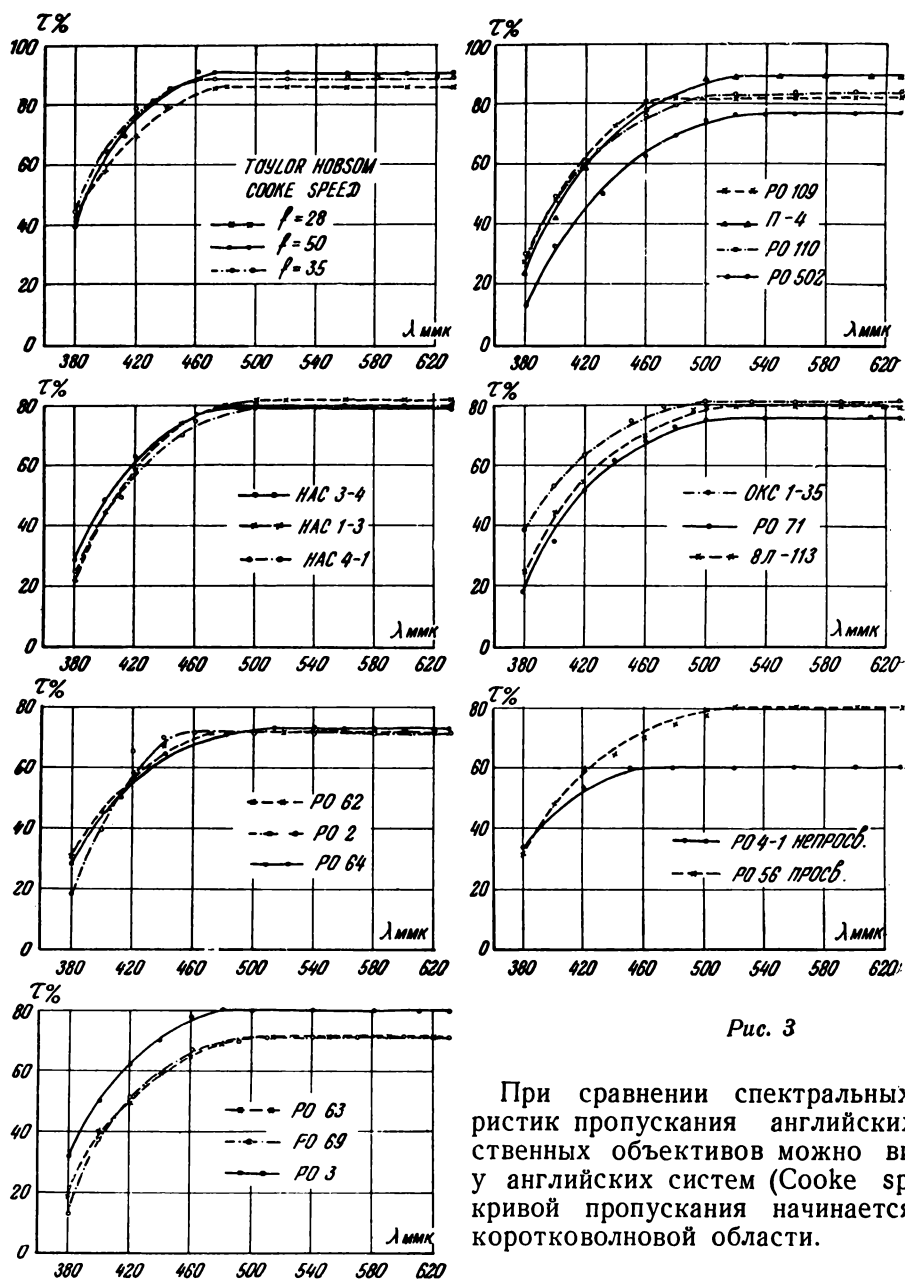 τ%
100
80
60
40
20
0
TAYLOR HOBSOM
COOKE SPEED
f=28
f=50
f=35
λ ммк
380 420 460 500 540 580 620
τ%
100
80
60
40
20
0
РО 109
П-4
РО 110
РО 502
λ ммк
380 420 460 500 540 580 620
τ%
80
60
40
20
0
НАС 3-4
НАС 1-3
НАС 4-1
λ ммк
380 420 460 500 540 580 620
τ%
80
60
40
20
0
ОКС 1-35
РО 71
8Л-113
λ ммк
380 420 460 500 540 580 620
τ%
80
60
40
20
0
РО 62
РО 2
РО 64
λ ммк
380 420 460 500 540 580 620
τ%
80
60
40
20
0
РО 4-1 непросв.
РО 56 просв.
λ ммк
380 420 460 500 540 580 620
τ%
80
60
40
20
0
РО 63
РО 69
РО 3
λ ммк
380 420 460 500 540 580 620
Рис. 3
При сравнении спектральных
ристик пропускания английски
ственных объективов можно ви
у английских систем (Cooke sp
кривой пропускания начинается
коротковолновой области.